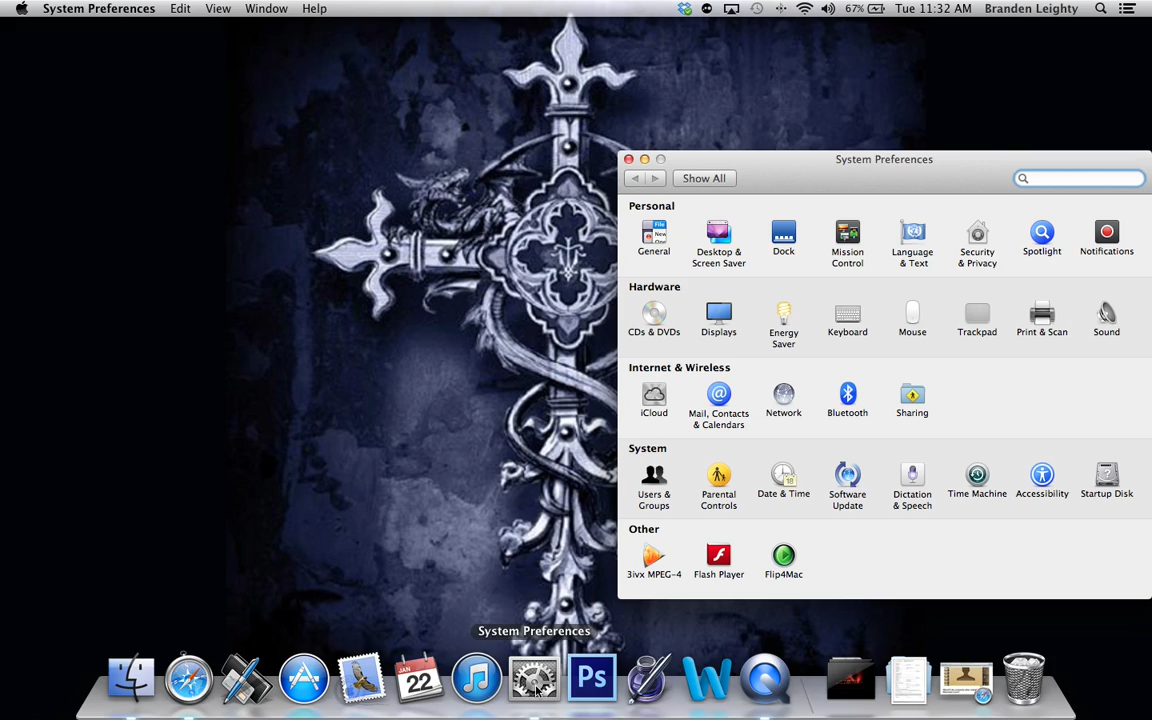 System Preferences Edit View Window Help 67% Tue 11:32 AM Branden Leighty
System Preferences
Show All
Personal
General Desktop & Screen Saver Dock Mission Control Language & Text Security & Privacy Spotlight Notifications
Hardware
CDs & DVDs Displays Energy Saver Keyboard Mouse Trackpad Print & Scan Sound
Internet & Wireless
iCloud Mail, Contacts & Calendars Network Bluetooth Sharing
System
Users & Groups Parental Controls Date & Time Software Update Dictation & Speech Time Machine Accessibility Startup Disk
Other
3ivx MPEG-4 Flash Player Flip4Mac
System Preferences
JAN
22
Ps
W